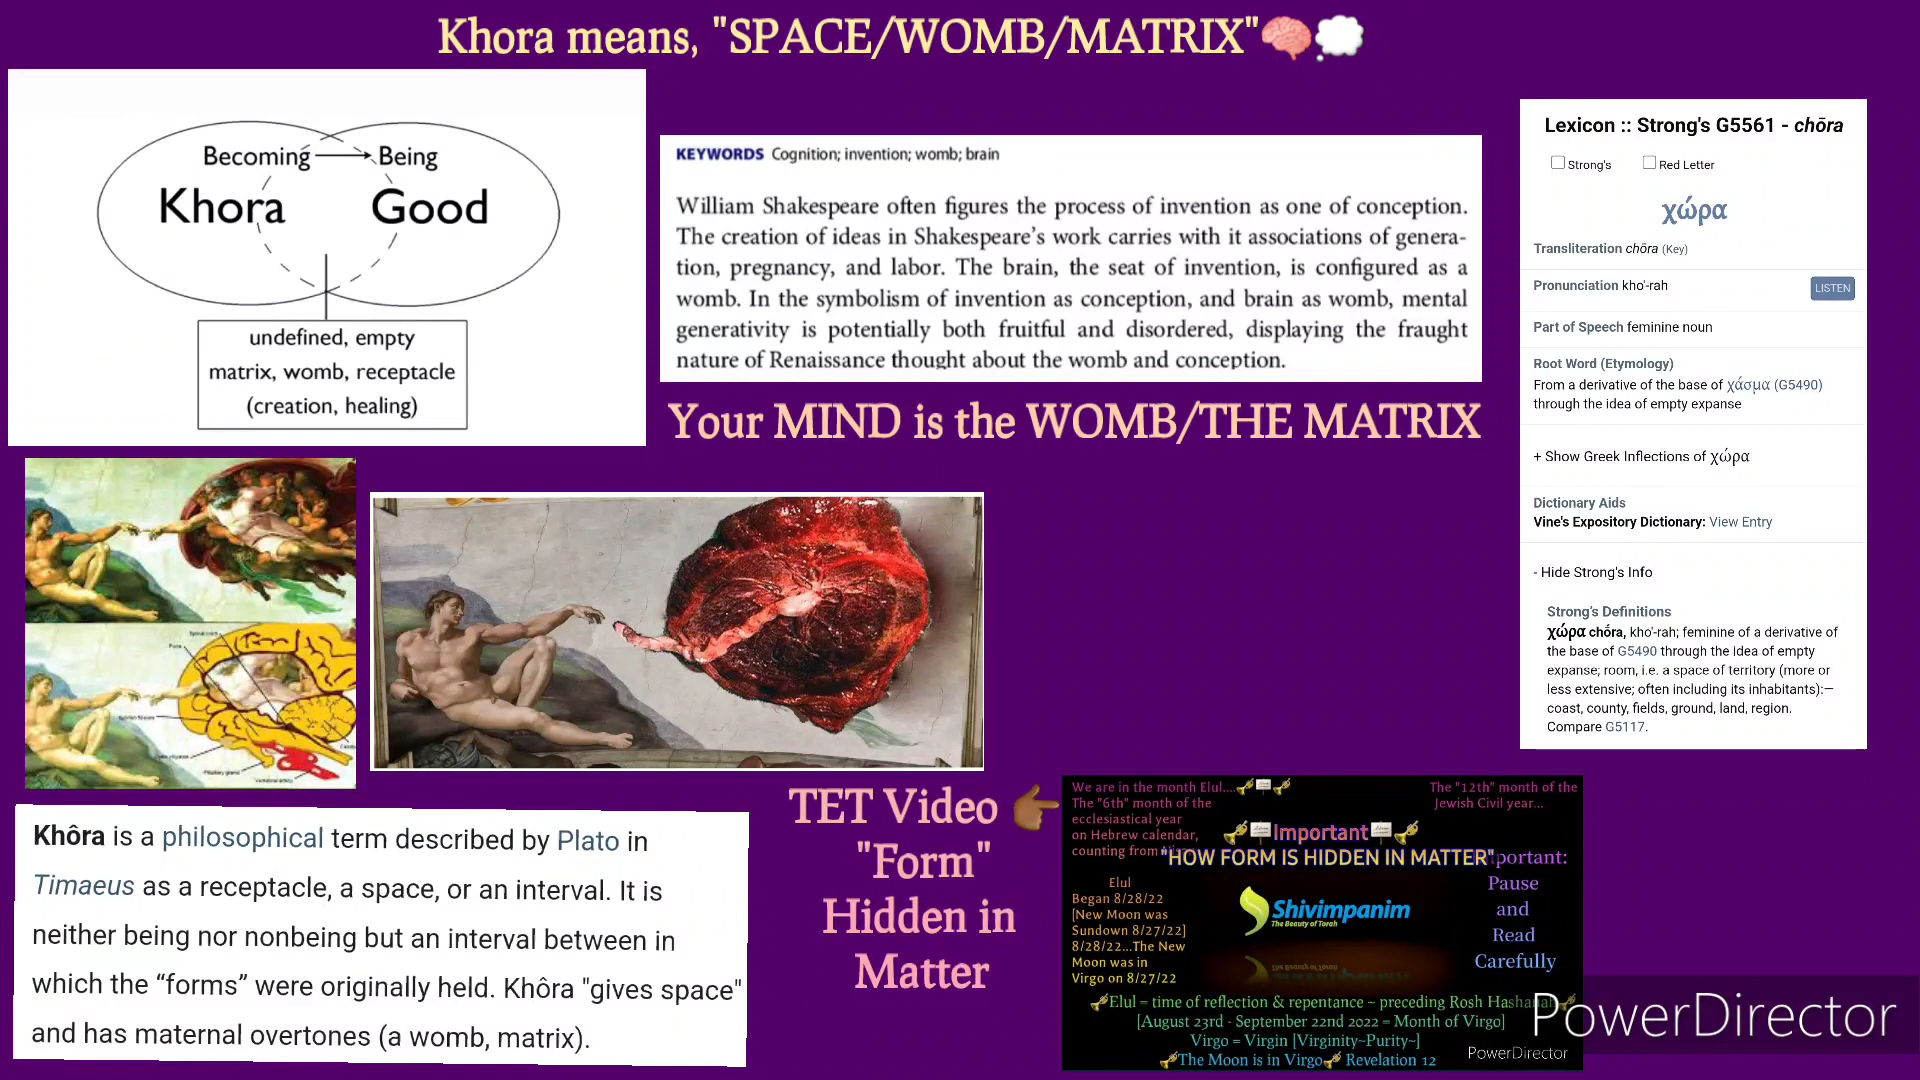 Khora means, "SPACE/WOMB/MATRIX"🧠💭
Becoming → Being
Khora Good
undefined, empty
matrix, womb, receptacle
(creation, healing)
KEYWORDS Cognition; invention; womb; brain
William Shakespeare often figures the process of invention as one of conception.
The creation of ideas in Shakespeare's work carries with it associations of genera-
tion, pregnancy, and labor. The brain, the seat of invention, is configured as a
womb. In the symbolism of invention as conception, and brain as womb, mental
generativity is potentially both fruitful and disordered, displaying the fraught
nature of Renaissance thought about the womb and conception.
Your MIND is the WOMB/THE MATRIX
Lexicon :: Strong's G5561 - chōra
Strong's Red Letter
χώρα
Transliteration chōra (Key)
Pronunciation kho'-rah
LISTEN
Part of Speech feminine noun
Root Word (Etymology)
From a derivative of the base of χάσμα (G5490)
through the idea of empty expanse
+ Show Greek Inflections of χώρα
Dictionary Aids
Vine's Expository Dictionary: View Entry
- Hide Strong's Info
Strong's Definitions
χώρα chṓra, kho'-rah; feminine of a derivative of
the base of G5490 through the idea of empty
expanse; room, i.e. a space of territory (more or
less extensive; often including its inhabitants):—
coast, county, fields, ground, land, region.
Compare G5117.
Khôra is a philosophical term described by Plato in
Timaeus as a receptacle, a space, or an interval. It is
neither being nor nonbeing but an interval between in
which the “forms” were originally held. Khôra "gives space"
and has maternal overtones (a womb, matrix).
TET Video 👉🏾
"Form"
Hidden in
Matter
We are in the month Elul....
The "6th" month of the
ecclesiastical year
on Hebrew calendar,
counting from
The "12th" month of the
Jewish Civil year...
Important
"HOW FORM IS HIDDEN IN MATTER"
Pause
and
Read
Carefully
Elul
Began 8/28/22
[New Moon was
Sundown 8/27/22]
8/28/22...The New
Moon was in
Virgo on 8/27/22
Shivimpanim
The Beauty of Torah
Elul = time of reflection & repentance ~ preceding Rosh Hashanah
[August 23rd - September 22nd 2022 = Month of Virgo]
Virgo = Virgin [Virginity~Purity~]
The Moon is in Virgo Revelation 12
PowerDirector
PowerDirector